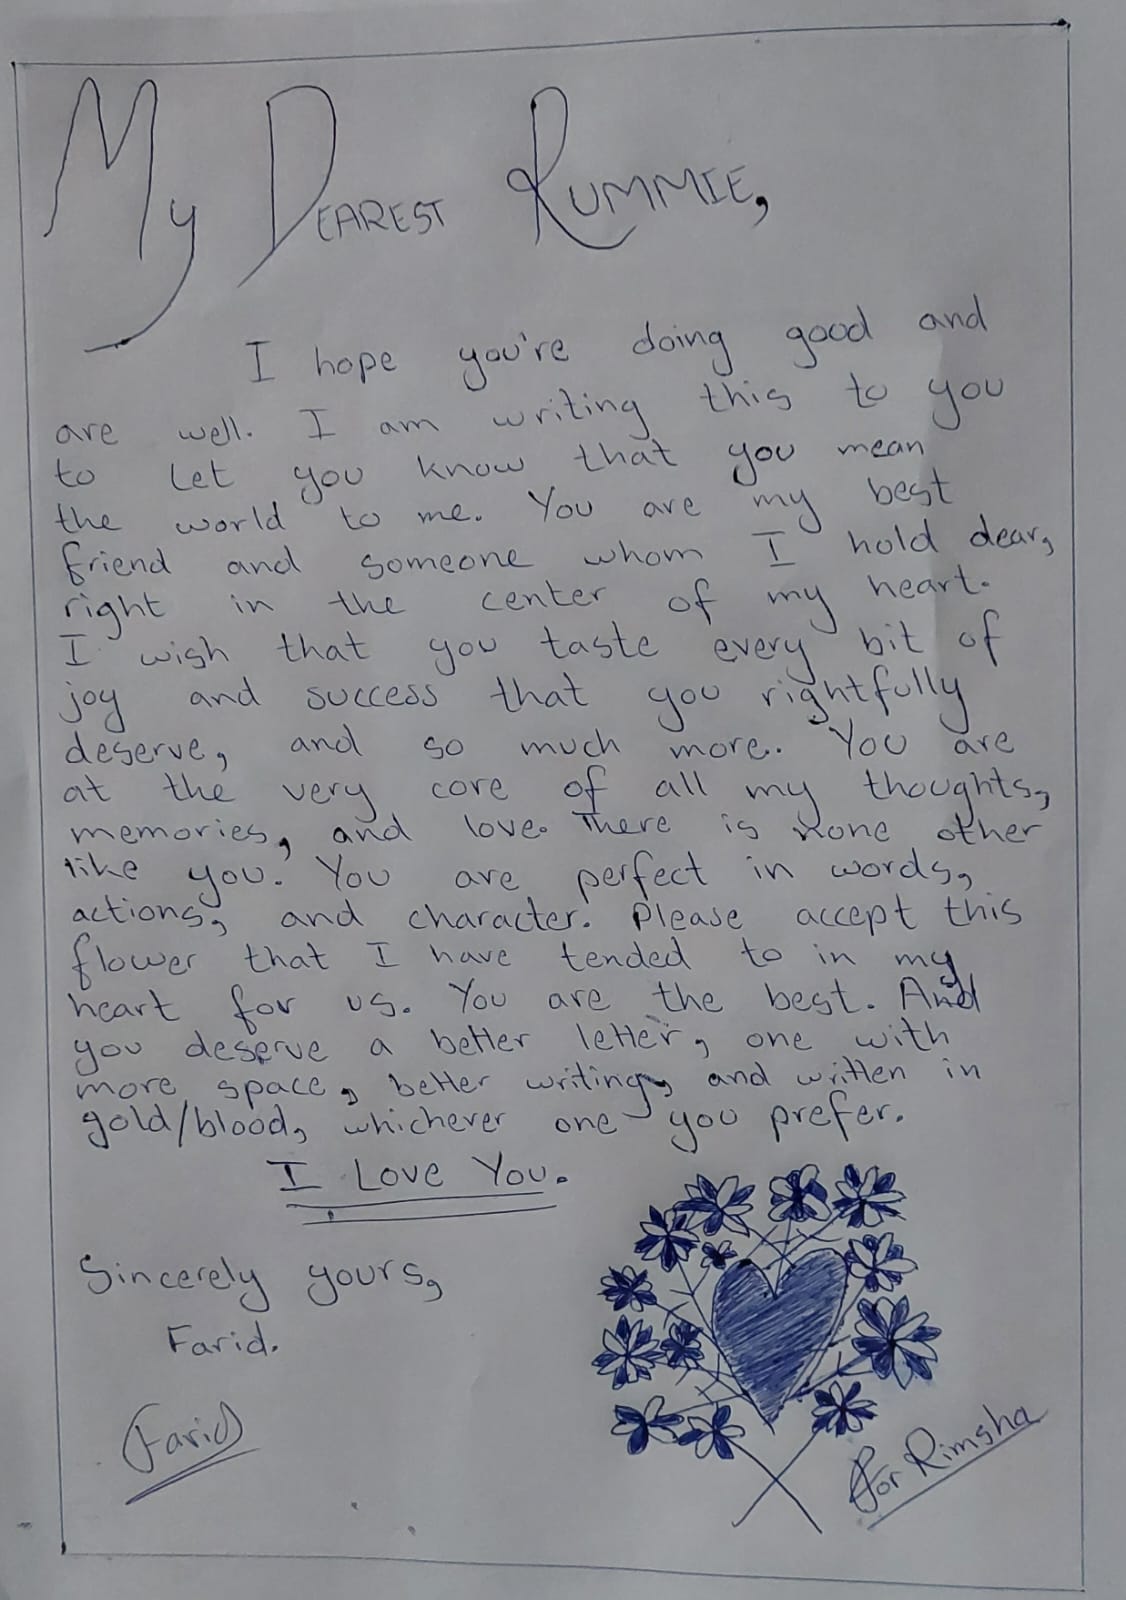 My DEAREST RUMMIE,
I hope you're doing good and
are well. I am writing this to you
to let you know that you mean
the world to me. You are my best
friend and someone whom I hold dear,
right in the center of my heart.
I wish that you taste every bit of
joy and success that you rightfully
deserve, and so much more. You are
at the very core of all my thoughts,
memories, and love. There is none other
like you. You are perfect in words,
actions, and character. Please accept this
flower that I have tended to in my
heart for us. You are the best. And
you deserve a better letter, one with
more space, better writing, and written in
gold/blood, whichever one you prefer.
I Love You.
Sincerely yours,
Farid.
Farid
For Rimsha